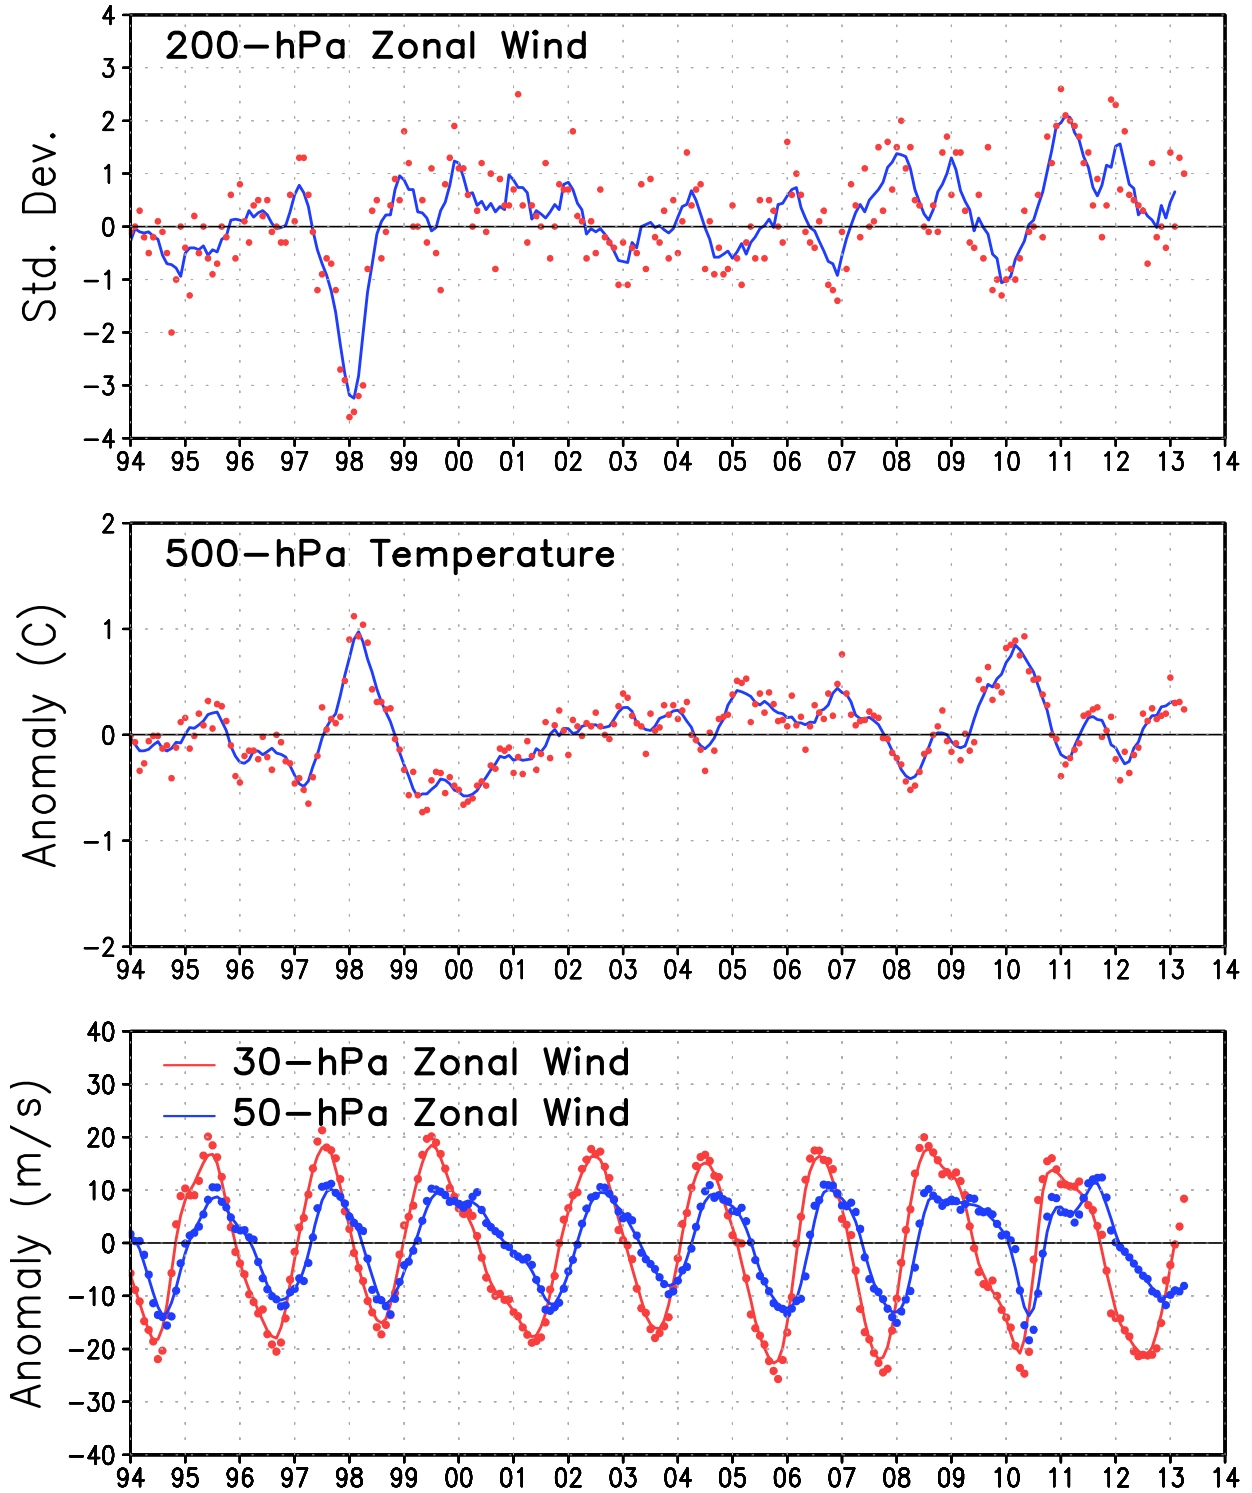 200-hPa Zonal Wind
Std. Dev.
4
3
2
1
0
-1
-2
-3
-4
94 95 96 97 98 99 00 01 02 03 04 05 06 07 08 09 10 11 12 13 14
500-hPa Temperature
Anomaly (C)
2
1
0
-1
-2
94 95 96 97 98 99 00 01 02 03 04 05 06 07 08 09 10 11 12 13 14
30-hPa Zonal Wind
50-hPa Zonal Wind
Anomaly (m/s)
40
30
20
10
0
-10
-20
-30
-40
94 95 96 97 98 99 00 01 02 03 04 05 06 07 08 09 10 11 12 13 14